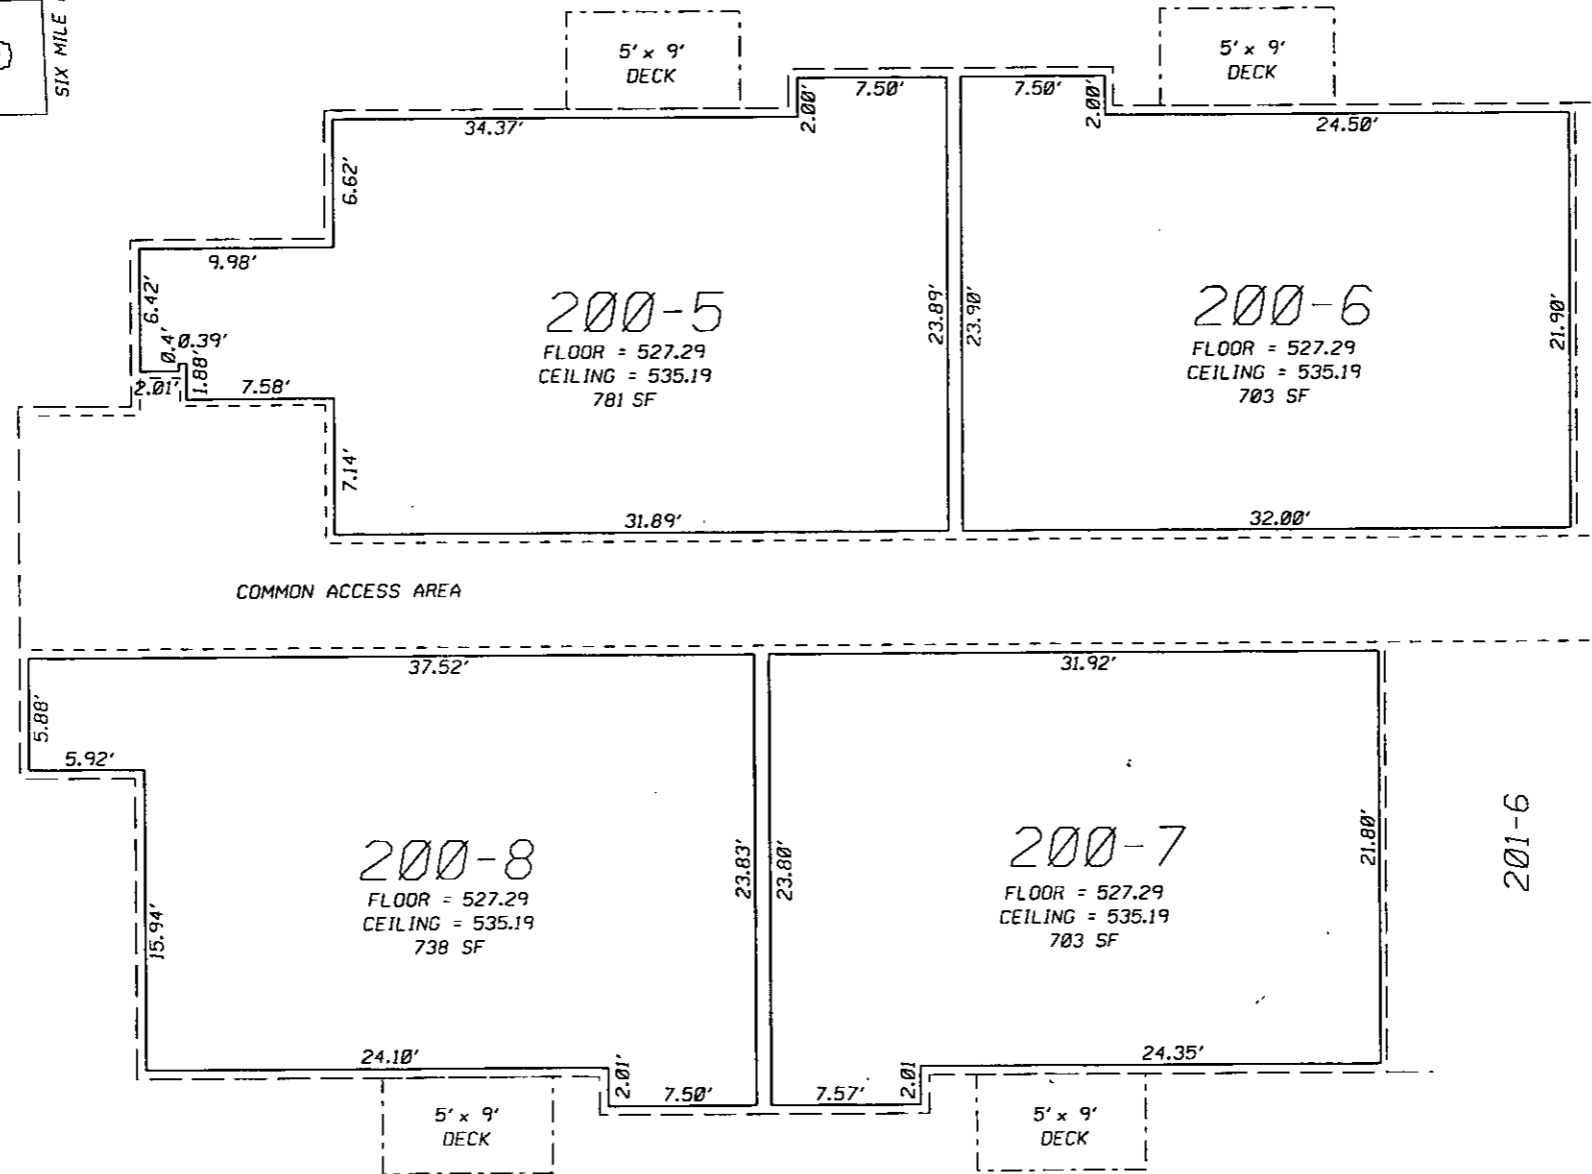 SIX MILE
5' x 9'
DECK
5' x 9'
DECK
7.50'
7.50'
2.00'
2.00'
34.37'
24.50'
6.62'
9.98'
6.42'
0.4'
0.39'
2.01'
1.88'
7.58'
7.14'
200-5
FLOOR = 527.29
CEILING = 535.19
781 SF
23.89'
23.90'
200-6
FLOOR = 527.29
CEILING = 535.19
703 SF
21.90'
31.89'
32.00'
COMMON ACCESS AREA
37.52'
31.92'
5.88'
5.92'
15.94'
200-8
FLOOR = 527.29
CEILING = 535.19
738 SF
23.83'
23.80'
200-7
FLOOR = 527.29
CEILING = 535.19
703 SF
21.80'
201-6
24.10'
2.01'
7.50'
7.57'
2.01
24.35'
5' x 9'
DECK
5' x 9'
DECK